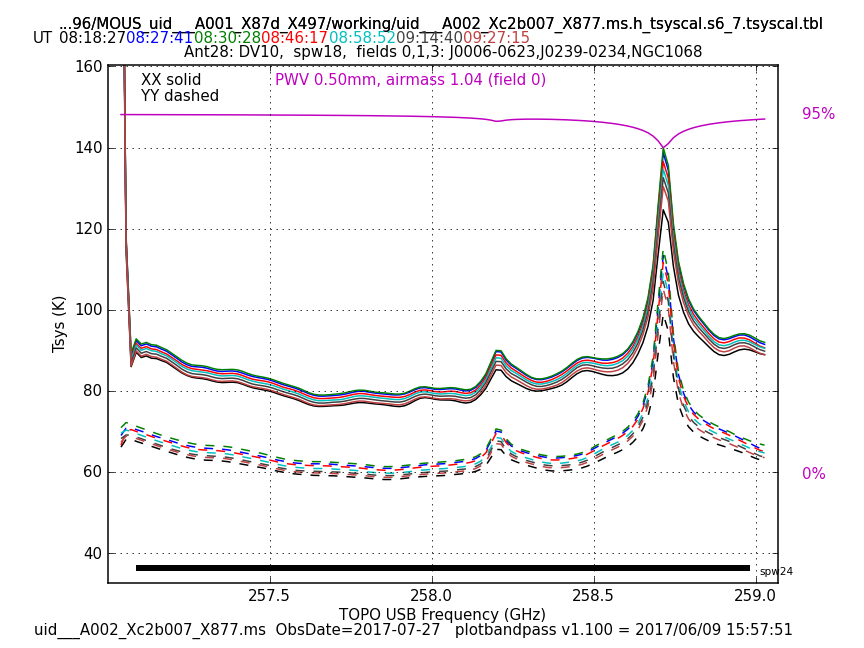 ...96/MOUS_uid___A001_X87d_X497/working/uid___A002_Xc2b007_X877.ms.h_tsyscal.s6_7.tsyscal.tbl
UT 08:18:27 08:27:41 08:30:28 08:46:17 08:58:52 09:14:40 09:27:15
Ant28: DV10, spw18, fields 0,1,3: J0006-0623,J0239-0234,NGC1068
160
XX solid
PWV 0.50mm, airmass 1.04 (field 0)
YY dashed
95%
140
120
Tsys (K)
100
80
60
0%
40
spw24
257.5 258.0 258.5 259.0
TOPO USB Frequency (GHz)
uid___A002_Xc2b007_X877.ms ObsDate=2017-07-27 plotbandpass v1.100 = 2017/06/09 15:57:51